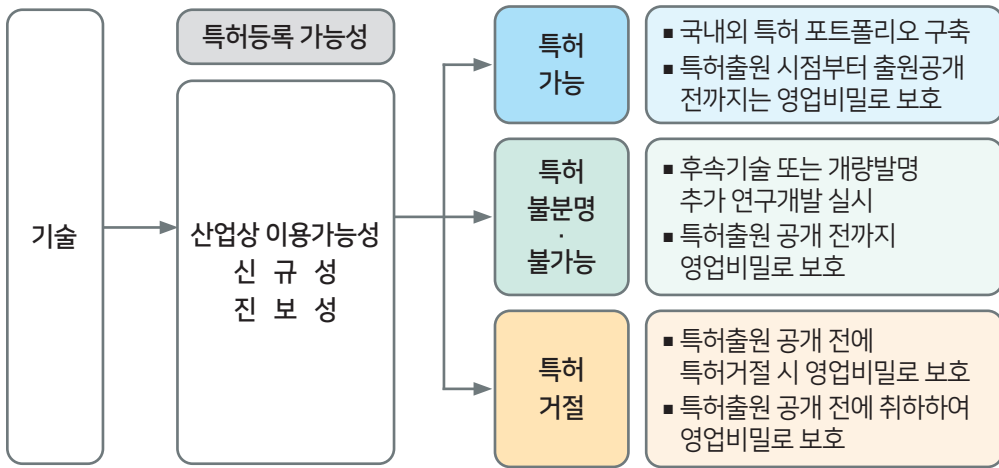 기술
특허등록 가능성
산업상 이용가능성
신 규 성
진 보 성
특허
가능
■ 국내외 특허 포트폴리오 구축
■ 특허출원 시점부터 출원공개
전까지는 영업비밀로 보호
특허
불분명
·
불가능
■ 후속기술 또는 개량발명
추가 연구개발 실시
■ 특허출원 공개 전까지
영업비밀로 보호
특허
거절
■ 특허출원 공개 전에
특허거절 시 영업비밀로 보호
■ 특허출원 공개 전에 취하하여
영업비밀로 보호